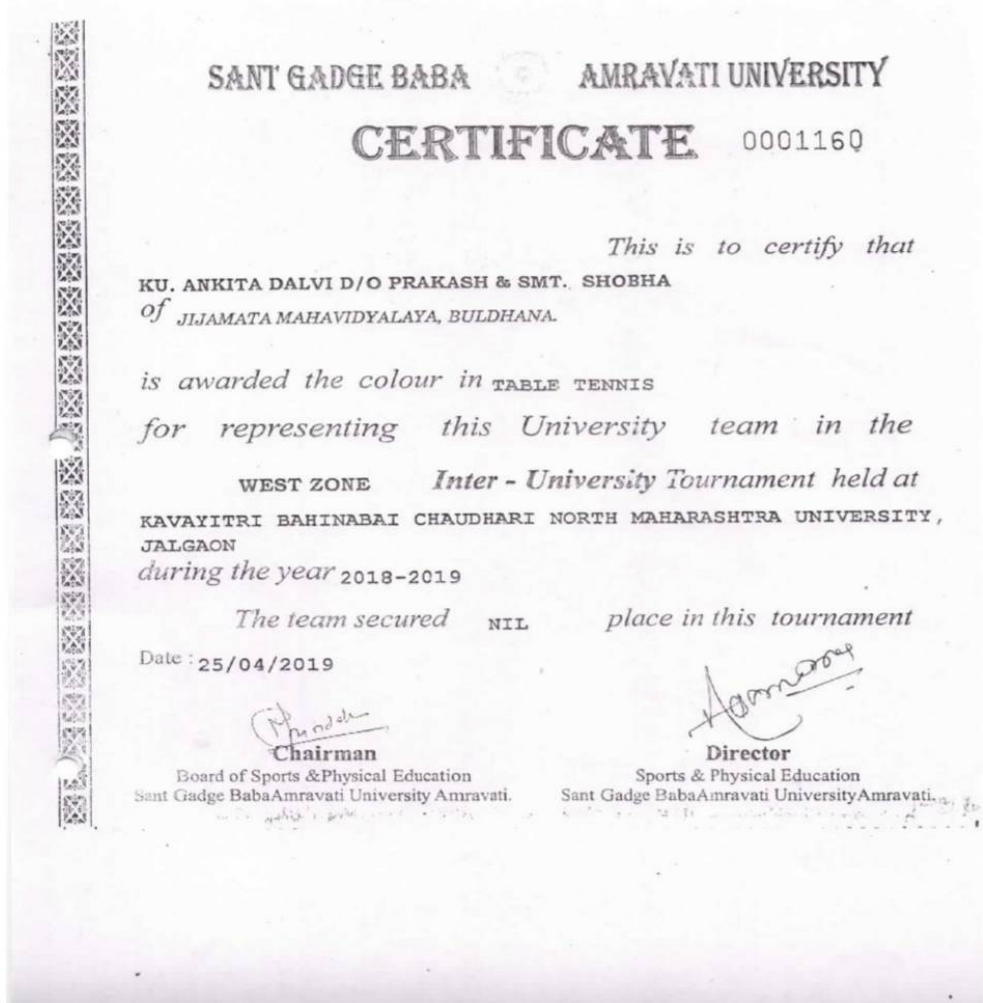 SANT GADGE BABA AMRAVATI UNIVERSITY
CERTIFICATE 0001160
This is to certify that
KU. ANKITA DALVI D/O PRAKASH & SMT. SHOBHA
of JIJAMATA MAHAVIDYALAYA, BULDHANA.
is awarded the colour in TABLE TENNIS
for representing this University team in the
WEST ZONE Inter - University Tournament held at
KAVAYITRI BAHINABAI CHAUDHARI NORTH MAHARASHTRA UNIVERSITY,
JALGAON
during the year 2018-2019
The team secured NIL place in this tournament
Date : 25/04/2019
Chairman Director
Board of Sports &Physical Education Sports & Physical Education
Sant Gadge BabaAmravati University Amravati. Sant Gadge BabaAmravati UniversityAmravati.